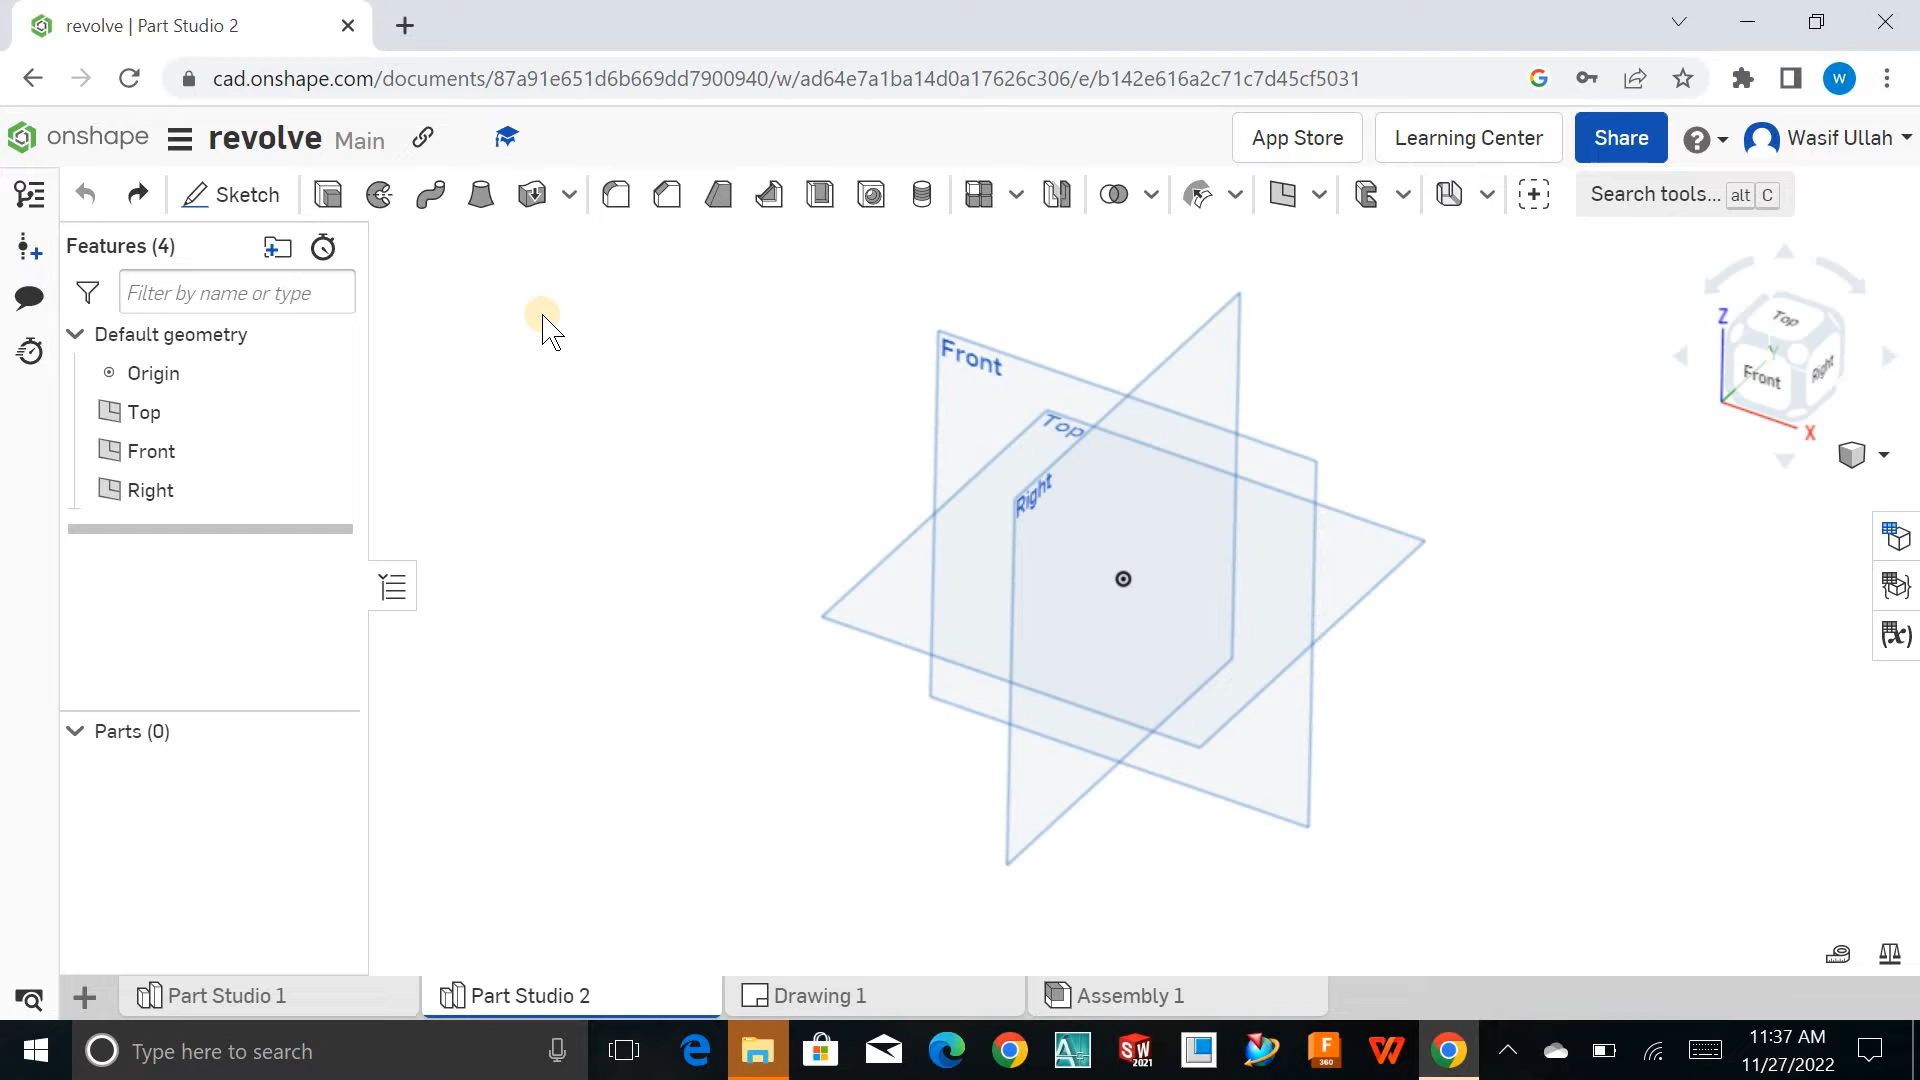 revolve | Part Studio 2
cad.onshape.com/documents/87a91e651d6b669dd7900940/w/ad64e7a1ba14d0a17626c306/e/b142e616a2c71c7d45cf5031
W
onshape
revolve Main
App Store
Learning Center
Share
Wasif Ullah
Sketch
Search tools... alt C
Features (4)
Filter by name or type
Default geometry
Origin
Top
Front
Right
Parts (0)
Front
Top
Right
Z
Top
Y
Front
Right
X
Part Studio 1
Part Studio 2
Drawing 1
Assembly 1
Type here to search
SW
2021
F
360
11:37 AM
11/27/2022